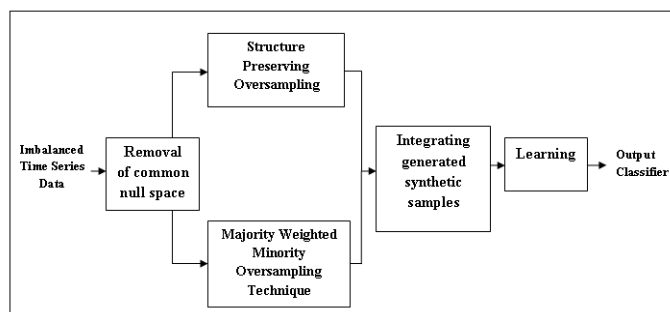 Structure
Preserving
Oversampling
Imbalanced
Time Series
Data
Removal
of common
null space
Majority Weighted
Minority
Oversampling
Technique
Integrating
generated
synthetic
samples
Learning
Output
Classifier